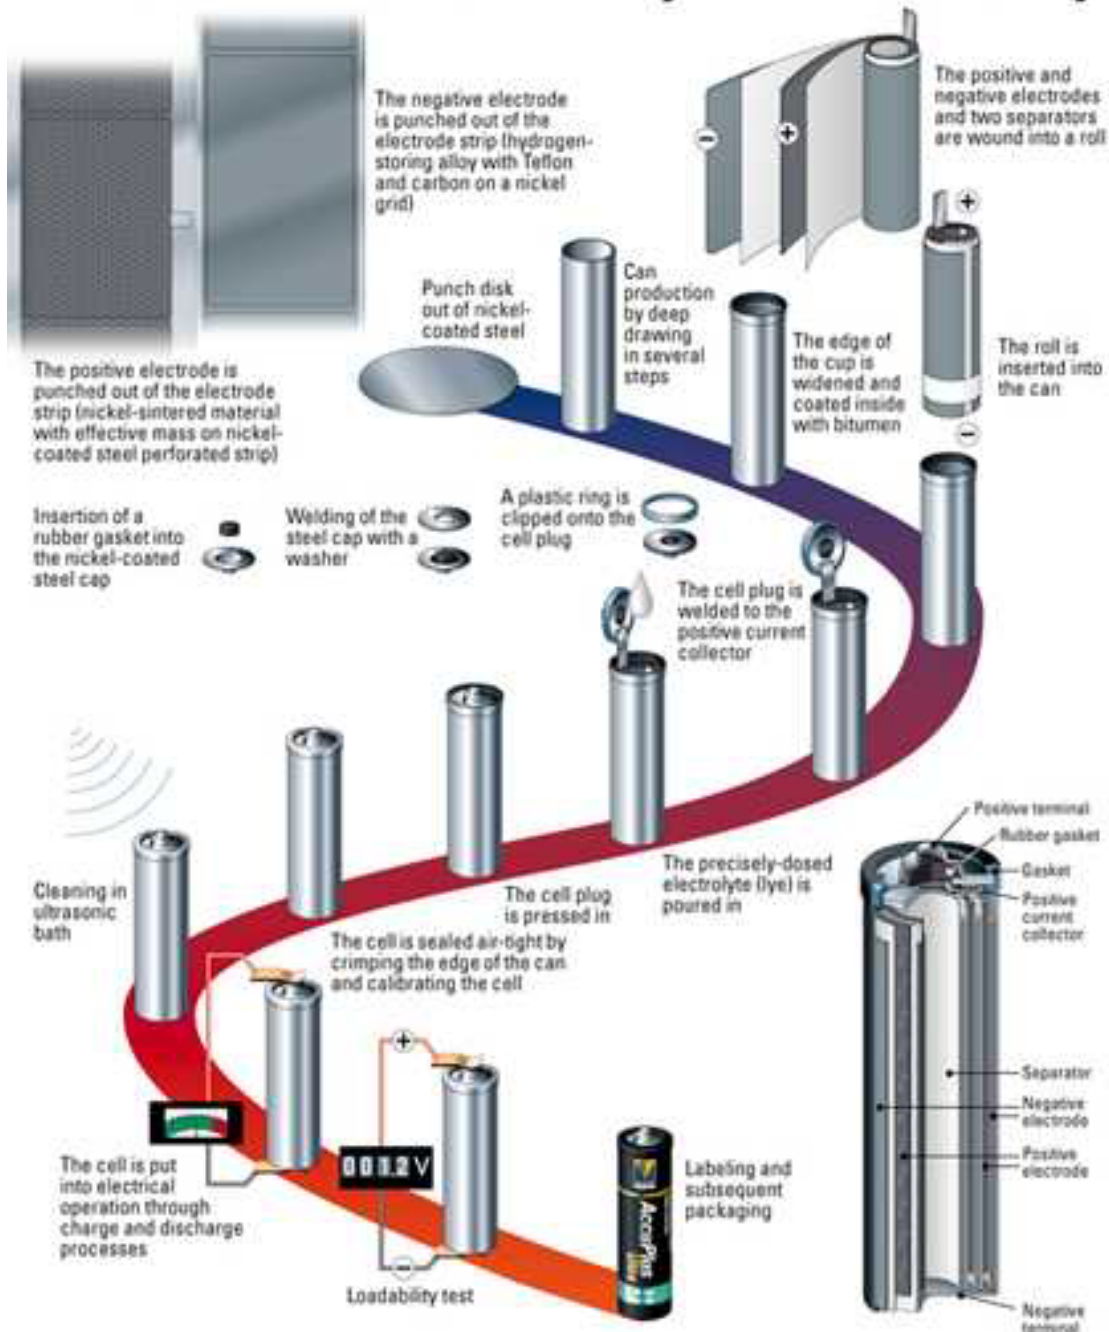 The negative electrode
is punched out of the
electrode strip (hydrogen-
storing alloy with Teflon
and carbon on a nickel
grid)
The positive and
negative electrodes
and two separators
are wound into a roll
−
+
+
The positive electrode is
punched out of the electrode
strip (nickel-sintered material
with effective mass on nickel-
coated steel perforated strip)
Punch disk
out of nickel-
coated steel
Can
production
by deep
drawing
in several
steps
The edge of
the cup is
widened and
coated inside
with bitumen
The roll is
inserted into
the can
−
Insertion of a
rubber gasket into
the nickel-coated
steel cap
Welding of the
steel cap with a
washer
A plastic ring is
clipped onto the
cell plug
The cell plug is
welded to the
positive current
collector
The precisely-dosed
electrolyte (lye) is
poured in
The cell plug
is pressed in
The cell is sealed air-tight by
crimping the edge of the can
and calibrating the cell
Cleaning in
ultrasonic
bath
The cell is put
into electrical
operation through
charge and discharge
processes
+
001.2 V
−
Loadability test
AccuPlus
Labeling and
subsequent
packaging
Positive terminal
Rubber gasket
Gasket
Positive
current
collector
Separator
Negative
electrode
Positive
electrode
Negative
terminal